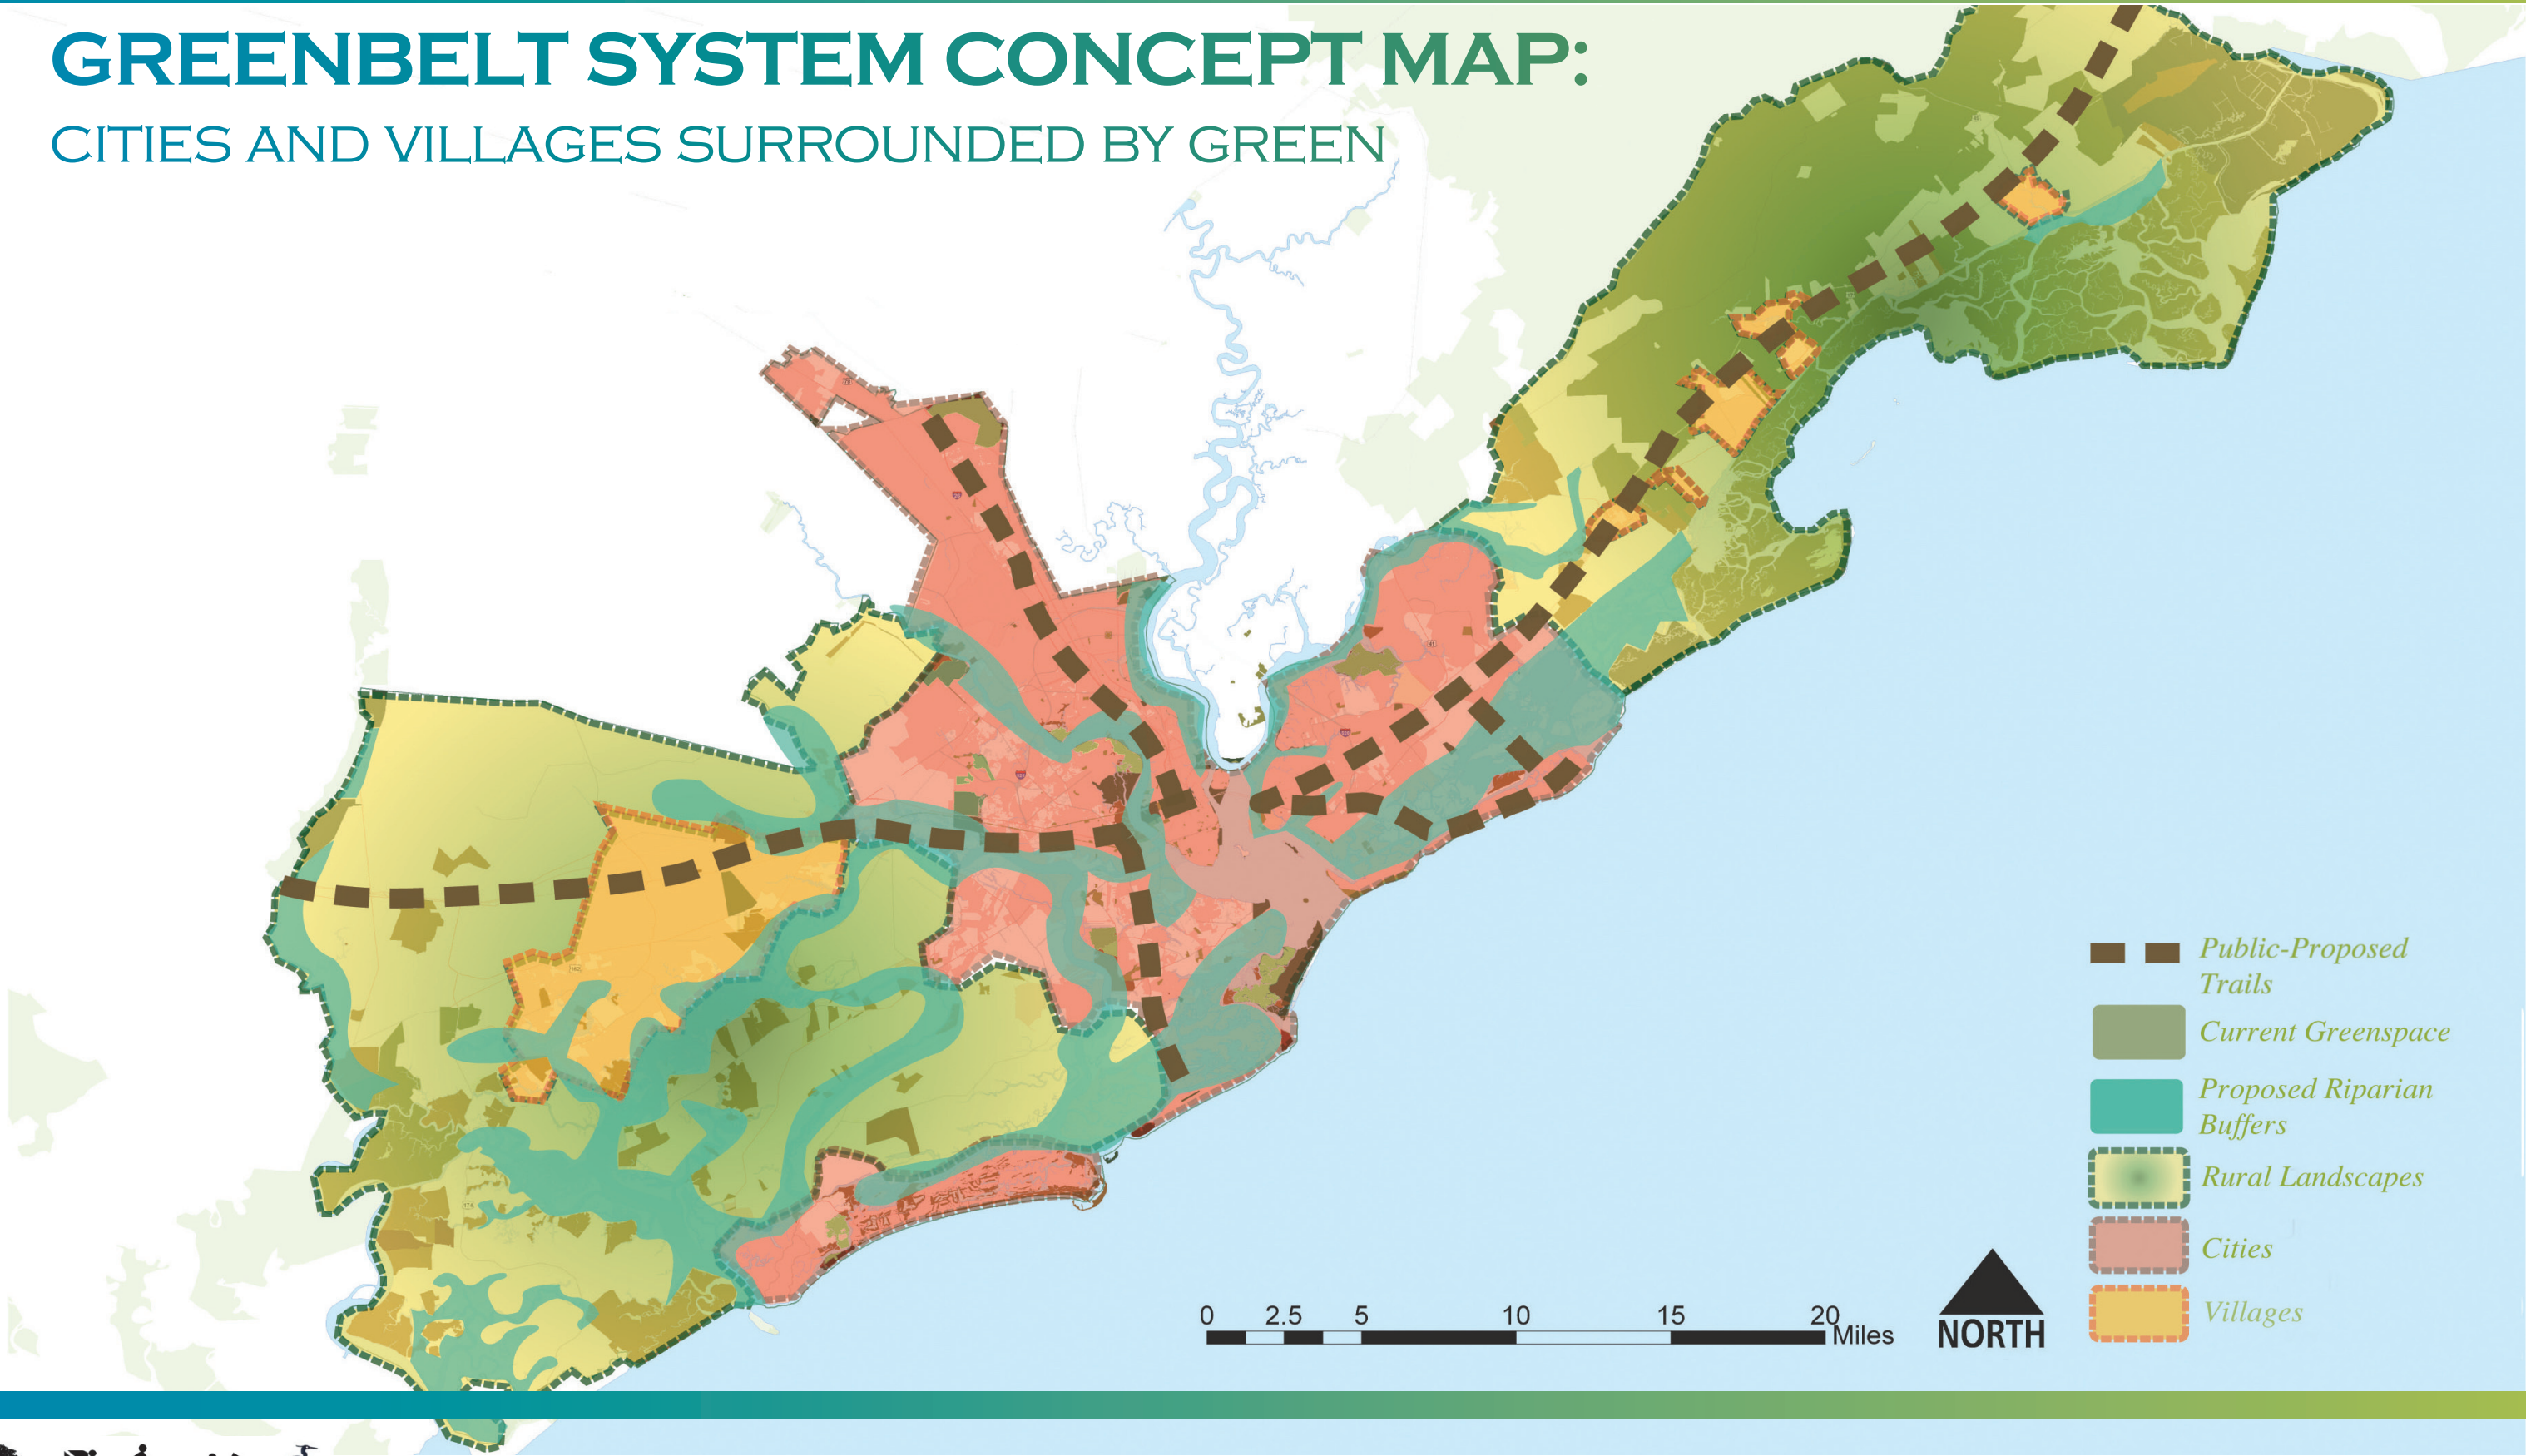 GREENBELT SYSTEM CONCEPT MAP:
CITIES AND VILLAGES SURROUNDED BY GREEN
Public-Proposed
Trails
Current Greenspace
Proposed Riparian
Buffers
Rural Landscapes
Cities
Villages
0 2.5 5 10 15 20
Miles
NORTH